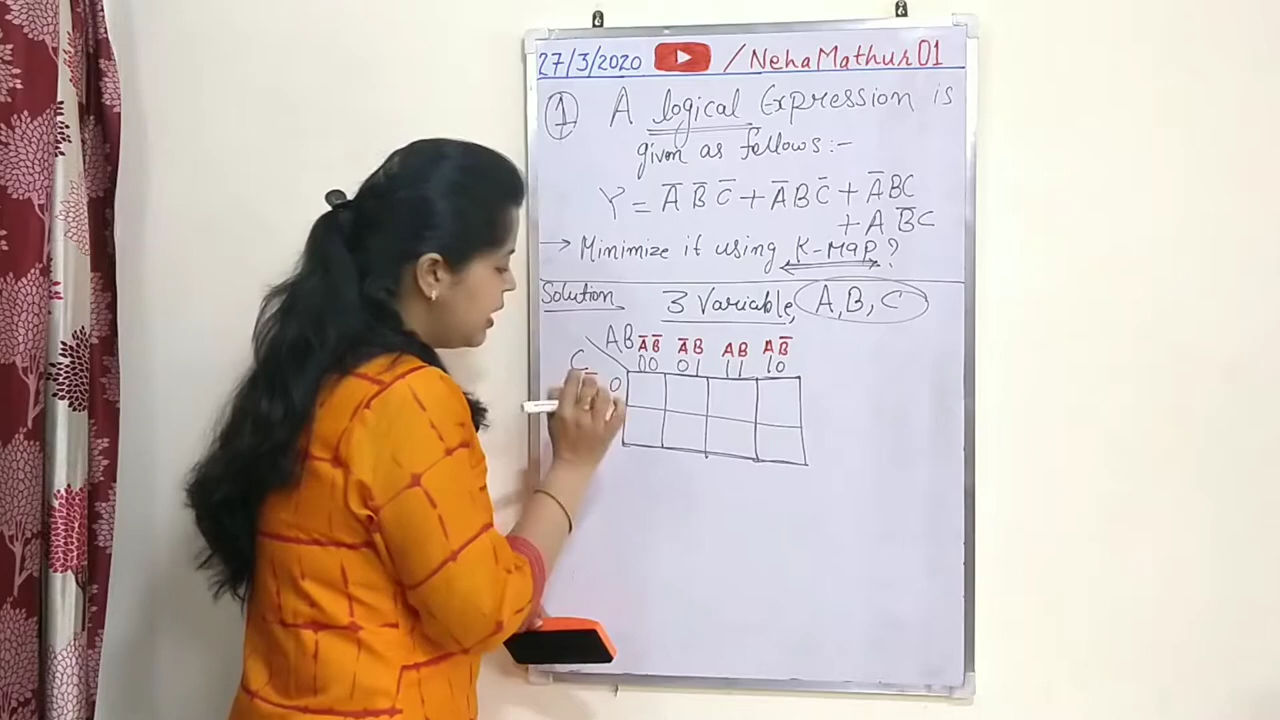 27/3/2020 /NehaMathur01
1 A logical Expression is
given as follows:-
Y = A̅ B̅ C̅ + A̅ B C̅ + A̅ B C
+ A B̅ C
→ Minimize it using K-Map?
Solution 3 Variable, A, B, C
AB A̅ B̅ A̅ B AB A B̅
C 00 01 11 10
0